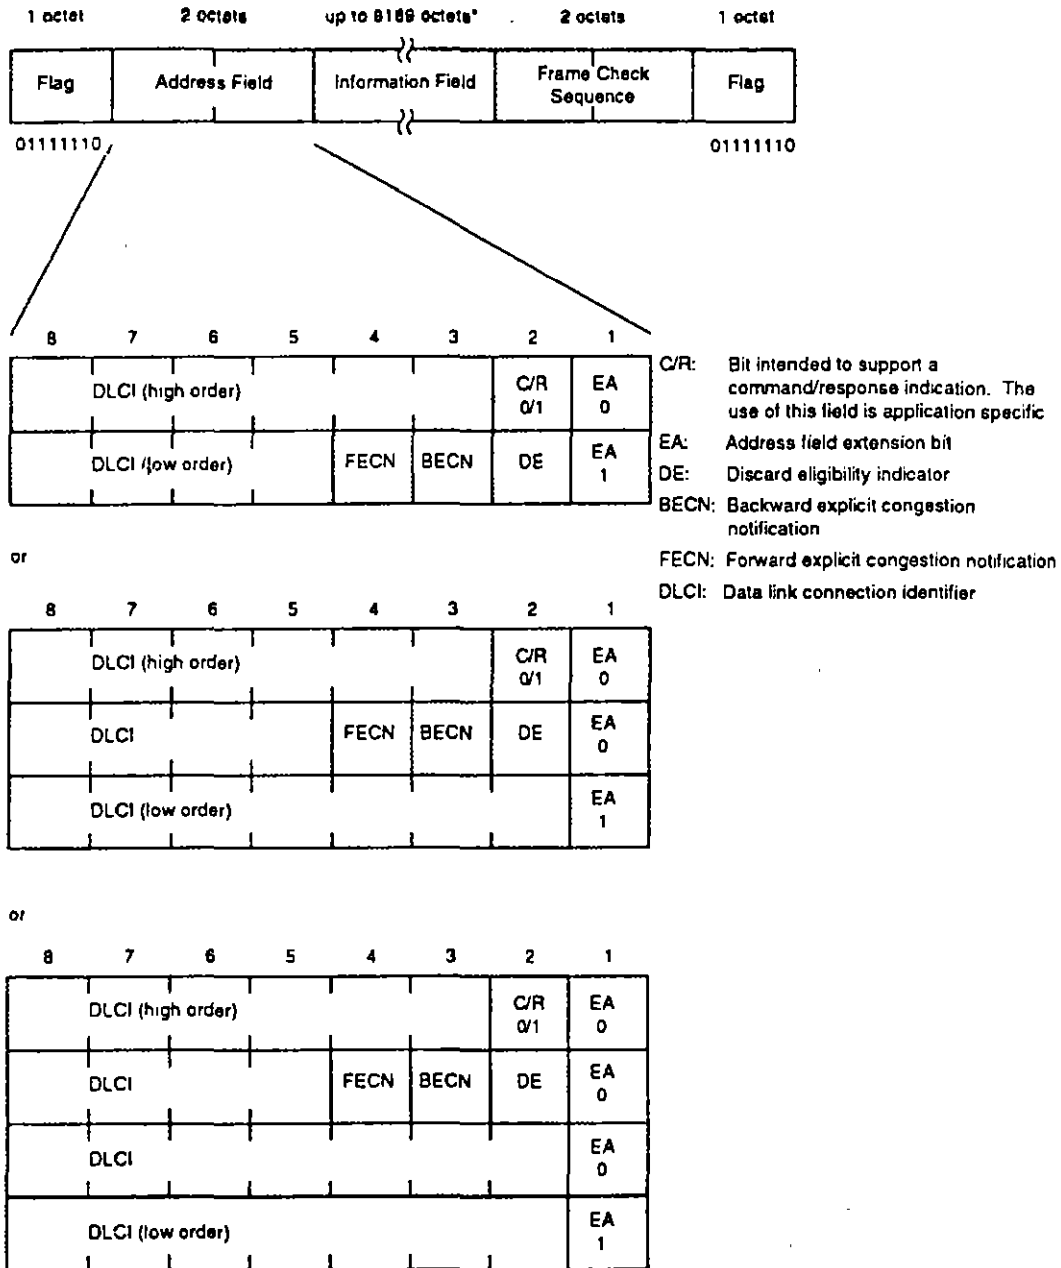 1 octet 2 octets up to 8189 octets* 2 octets 1 octet
Flag Address Field Information Field Frame Check Sequence Flag
01111110 01111110
8 7 6 5 4 3 2 1
DLCI (high order) C/R 0/1 EA 0
DLCI (low order) FECN BECN DE EA 1
C/R: Bit intended to support a
command/response indication. The
use of this field is application specific
EA: Address field extension bit
DE: Discard eligibility indicator
BECN: Backward explicit congestion
notification
FECN: Forward explicit congestion notification
DLCI: Data link connection identifier
or
8 7 6 5 4 3 2 1
DLCI (high order) C/R 0/1 EA 0
DLCI FECN BECN DE EA 0
DLCI (low order) EA 1
or
8 7 6 5 4 3 2 1
DLCI (high order) C/R 0/1 EA 0
DLCI FECN BECN DE EA 0
DLCI EA 0
DLCI (low order) EA 1